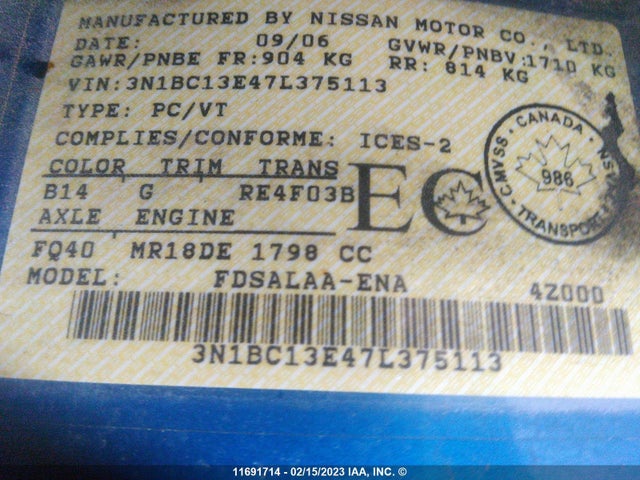 MANUFACTURED BY NISSAN MOTOR CO., LTD.
DATE: 09/06 GVWR/PNBV:1710 KG
GAWR/PNBE FR:904 KG RR: 814 KG
VIN:3N1BC13E47L375113
TYPE: PC/VT
COMPLIES/CONFORME: ICES-2
COLOR TRIM TRANS
B14 G RE4F03B
AXLE ENGINE
FQ40 MR18DE 1798 CC
EC
CANADA
CMVSS
986
TRANSPORT
MODEL: FDSALAA-ENA 4Z000
3N1BC13E47L375113
11691714 - 02/15/2023 IAA, INC. ©